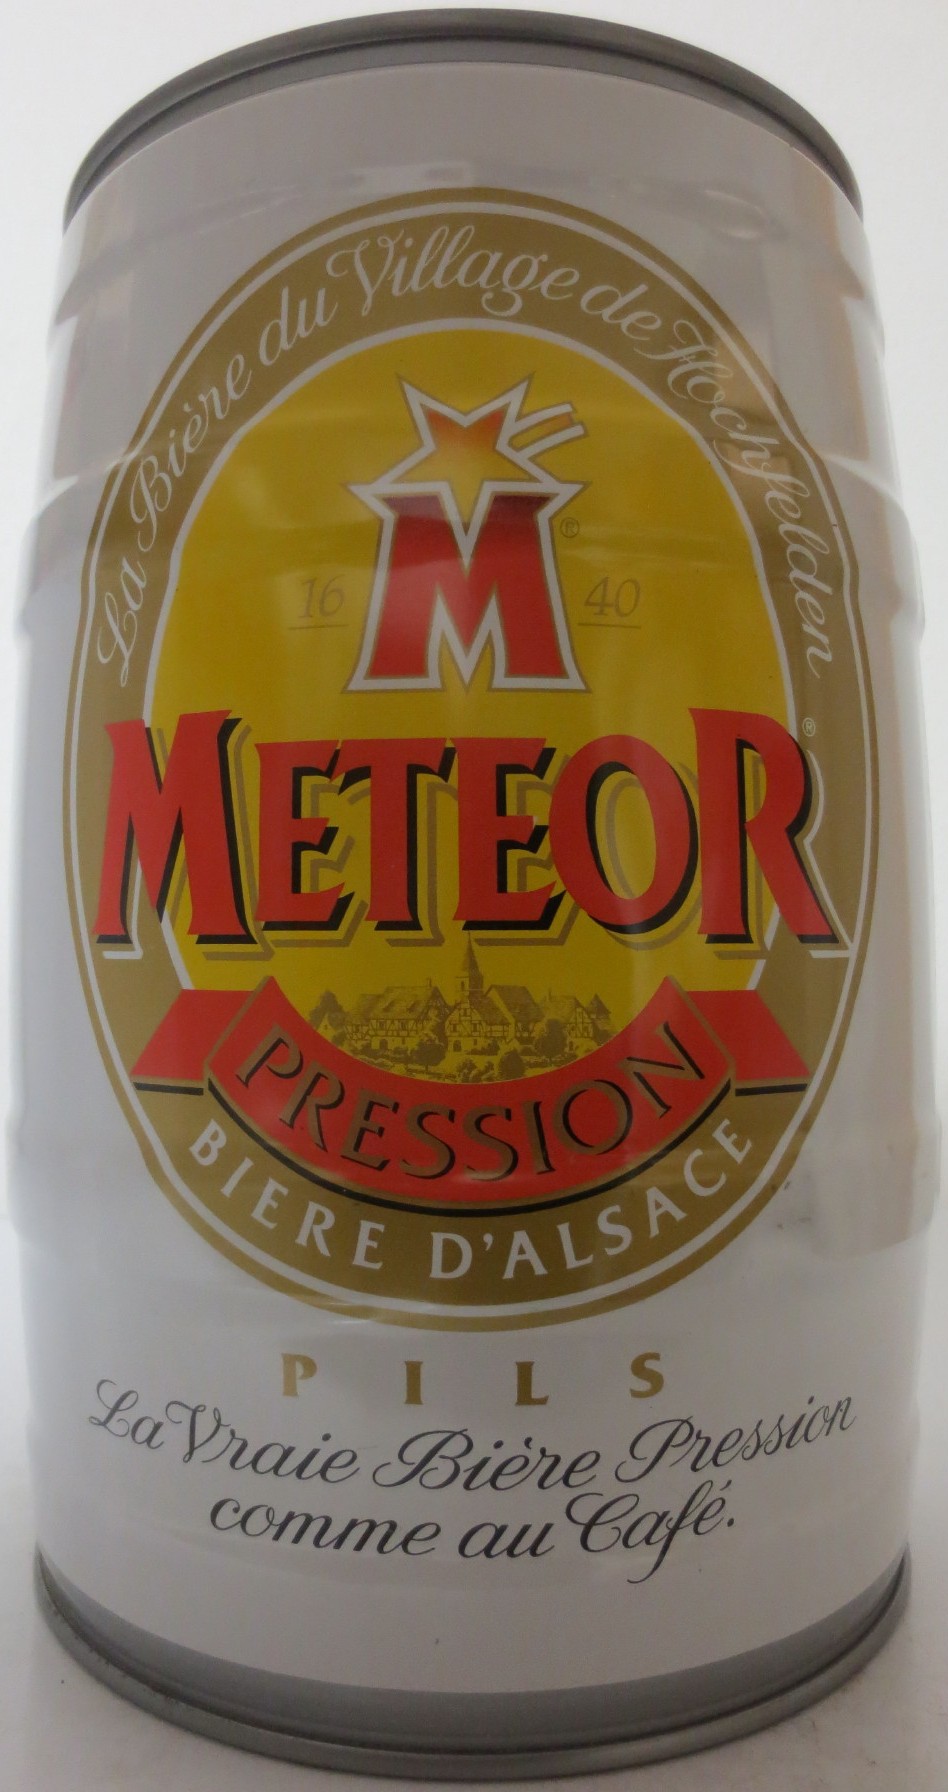 La Bière du Village de Hochfelden
M®
16 40
METEOR®
PRESSION
BIERE D'ALSACE
PILS
La Vraie Bière Pression
comme au Café.